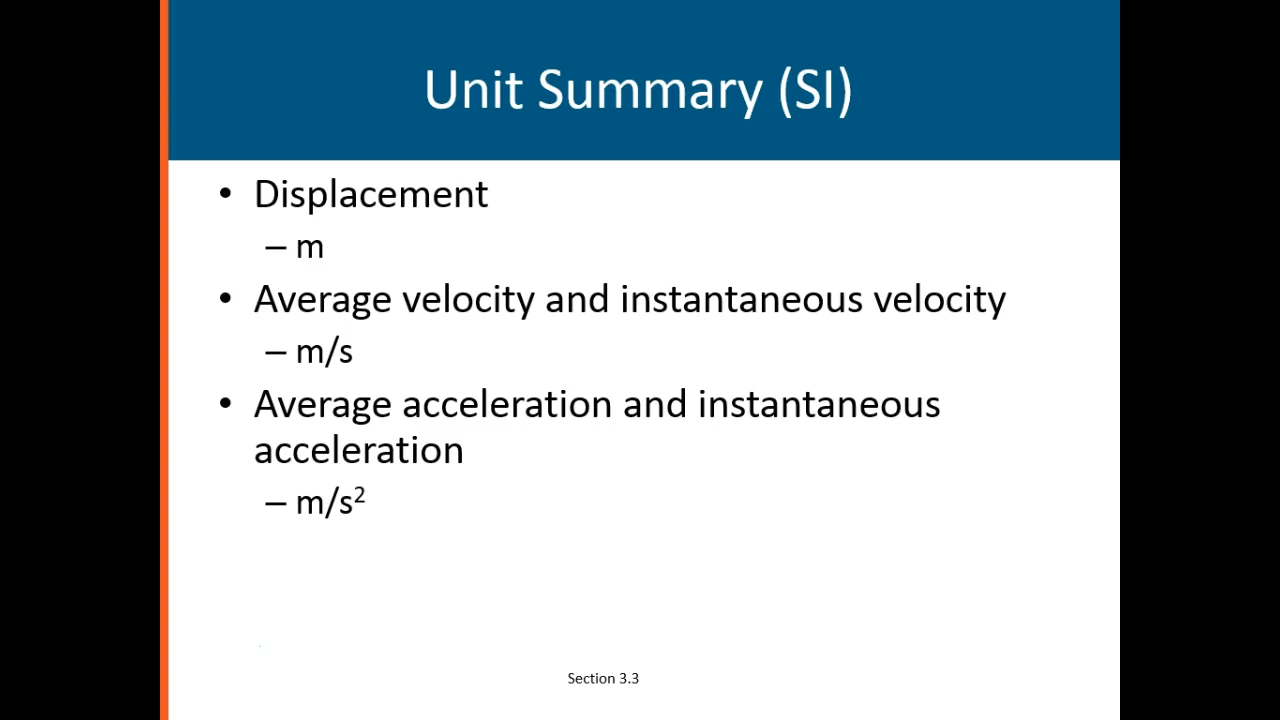 Unit Summary (SI)
• Displacement
– m
• Average velocity and instantaneous velocity
– m/s
• Average acceleration and instantaneous
acceleration
– m/s²
Section 3.3